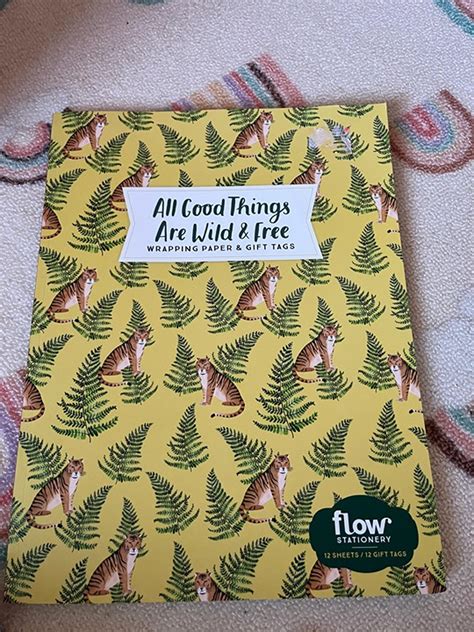 All Good Things
Are Wild & Free
WRAPPING PAPER & GIFT TAGS
flow
STATIONERY
12 SHEETS / 12 GIFT TAGS